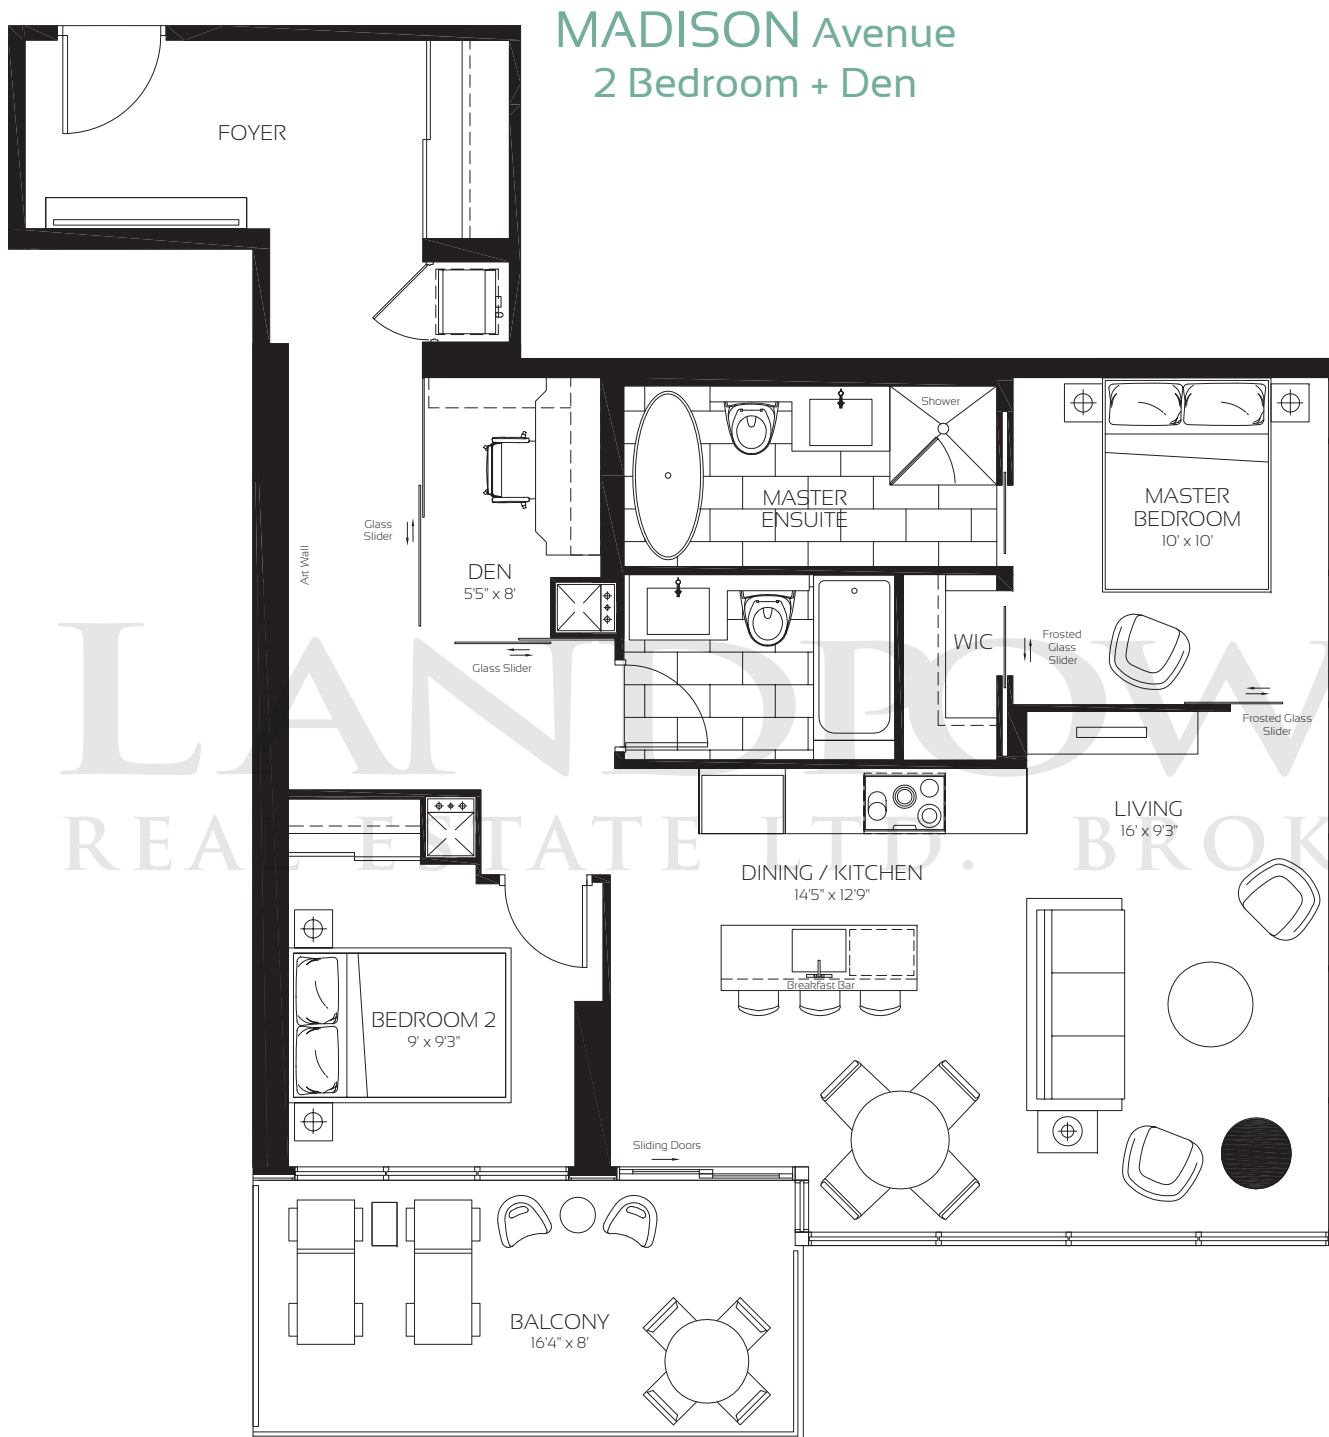 MADISON Avenue
2 Bedroom + Den
FOYER
Shower
MASTER
ENSUITE
MASTER
BEDROOM
10' x 10'
Glass
Slider
Art Wall
DEN
5'5" x 8'
Glass Slider
WIC
Frosted
Glass
Slider
Frosted Glass
Slider
LANDPOW
REAL ESTATE LTD. BROK
LIVING
16' x 9'3"
DINING / KITCHEN
14'5" x 12'9"
Breakfast Bar
BEDROOM 2
9' x 9'3"
Sliding Doors
BALCONY
16'4" x 8'